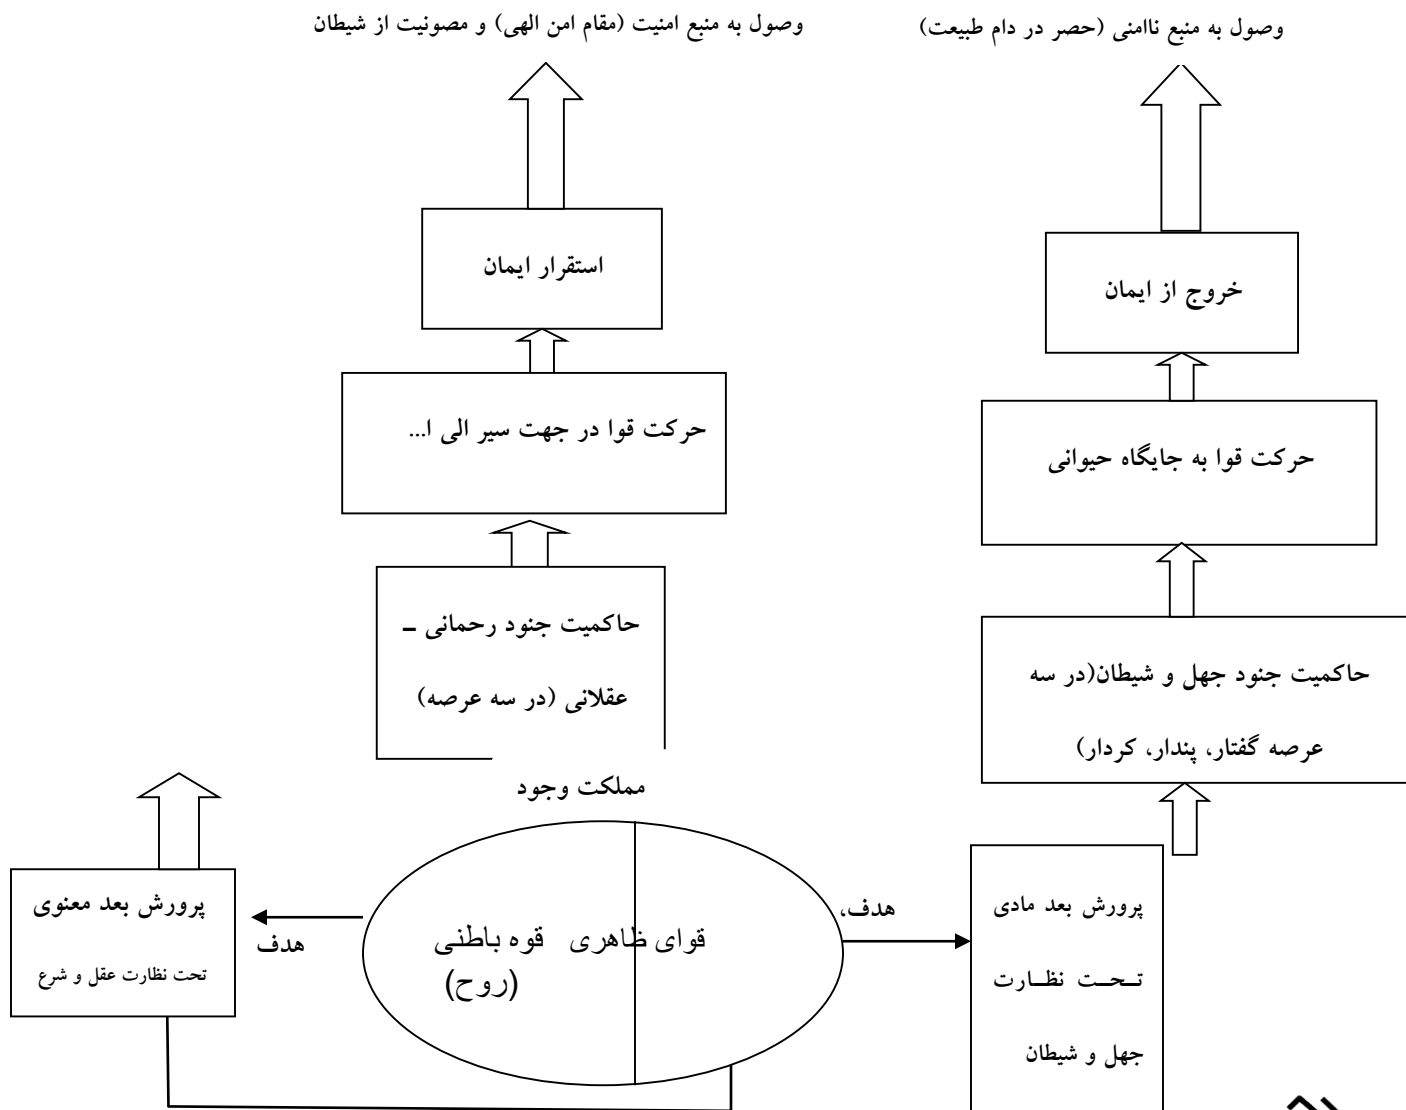 وصول به منبع ناامنی (حصر در دام طبیعت)
وصول به منبع امنیت (مقام امن الهی) و مصونیت از شیطان
خروج از ایمان
استقرار ایمان
حرکت قوا به جایگاه حیوانی
حرکت قوا در جهت سیر الی ا...
حاکمیت جنود جهل و شیطان(در سه
عرصه گفتار، پندار، کردار)
حاکمیت جنود رحمانی ـ
عقلانی (در سه عرصه)
مملکت وجود
پرورش بعد مادی
تـحـت نظـارت
جهل و شیطان
هدف،
قوای ظاهری
قوه باطنی
(روح)
هدف
پرورش بعد معنوی
تحت نظارت عقل و شرع